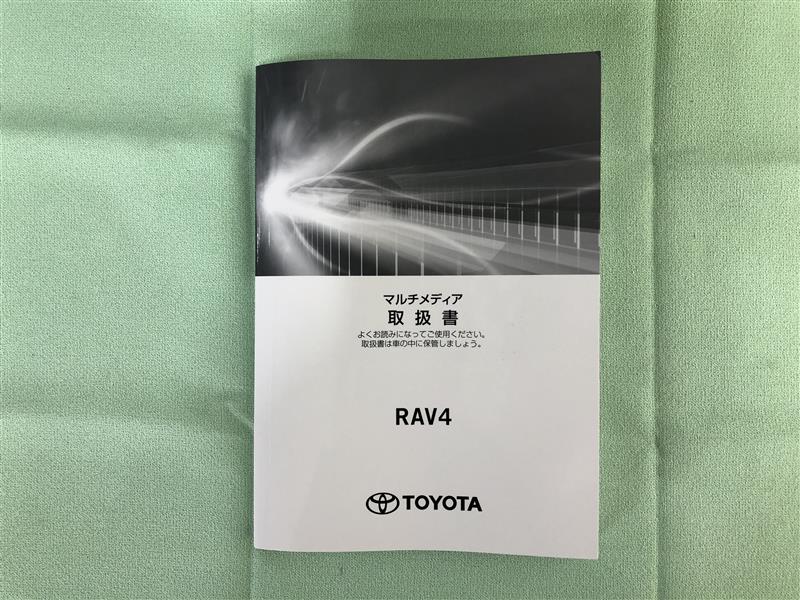 マルチメディア
取扱書
よくお読みになってご使用ください。
取扱書は車の中に保管しましょう。
RAV4
TOYOTA